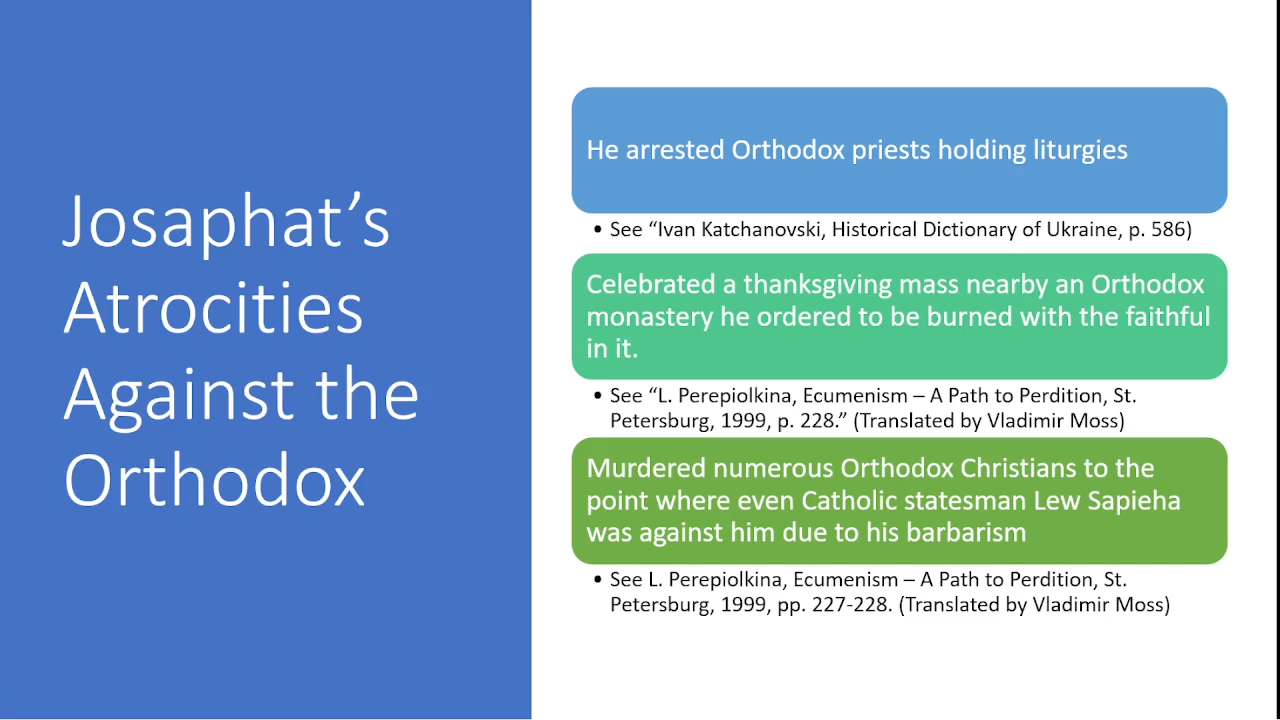 Josaphat’s
Atrocities
Against the
Orthodox
He arrested Orthodox priests holding liturgies
• See “Ivan Katchanovski, Historical Dictionary of Ukraine, p. 586)
Celebrated a thanksgiving mass nearby an Orthodox
monastery he ordered to be burned with the faithful
in it.
• See “L. Perepiolkina, Ecumenism – A Path to Perdition, St.
Petersburg, 1999, p. 228.” (Translated by Vladimir Moss)
Murdered numerous Orthodox Christians to the
point where even Catholic statesman Lew Sapieha
was against him due to his barbarism
• See L. Perepiolkina, Ecumenism – A Path to Perdition, St.
Petersburg, 1999, pp. 227-228. (Translated by Vladimir Moss)